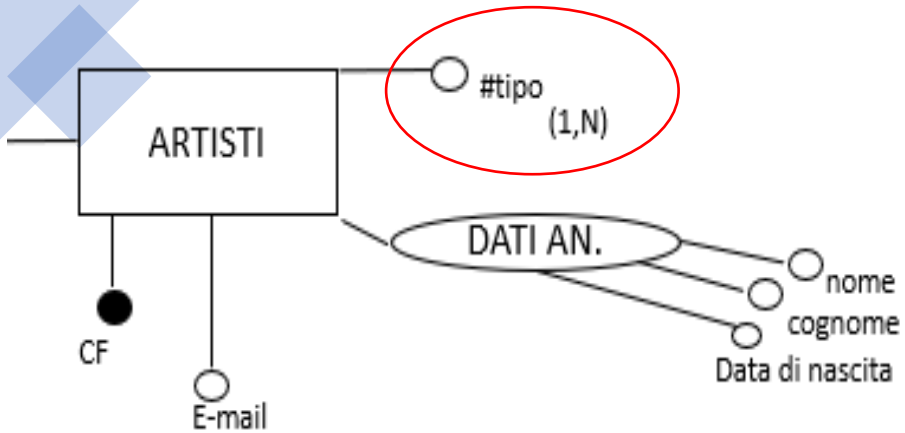 #tipo
(1,N)
ARTISTI
DATI AN.
nome
cognome
Data di nascita
CF
E-mail